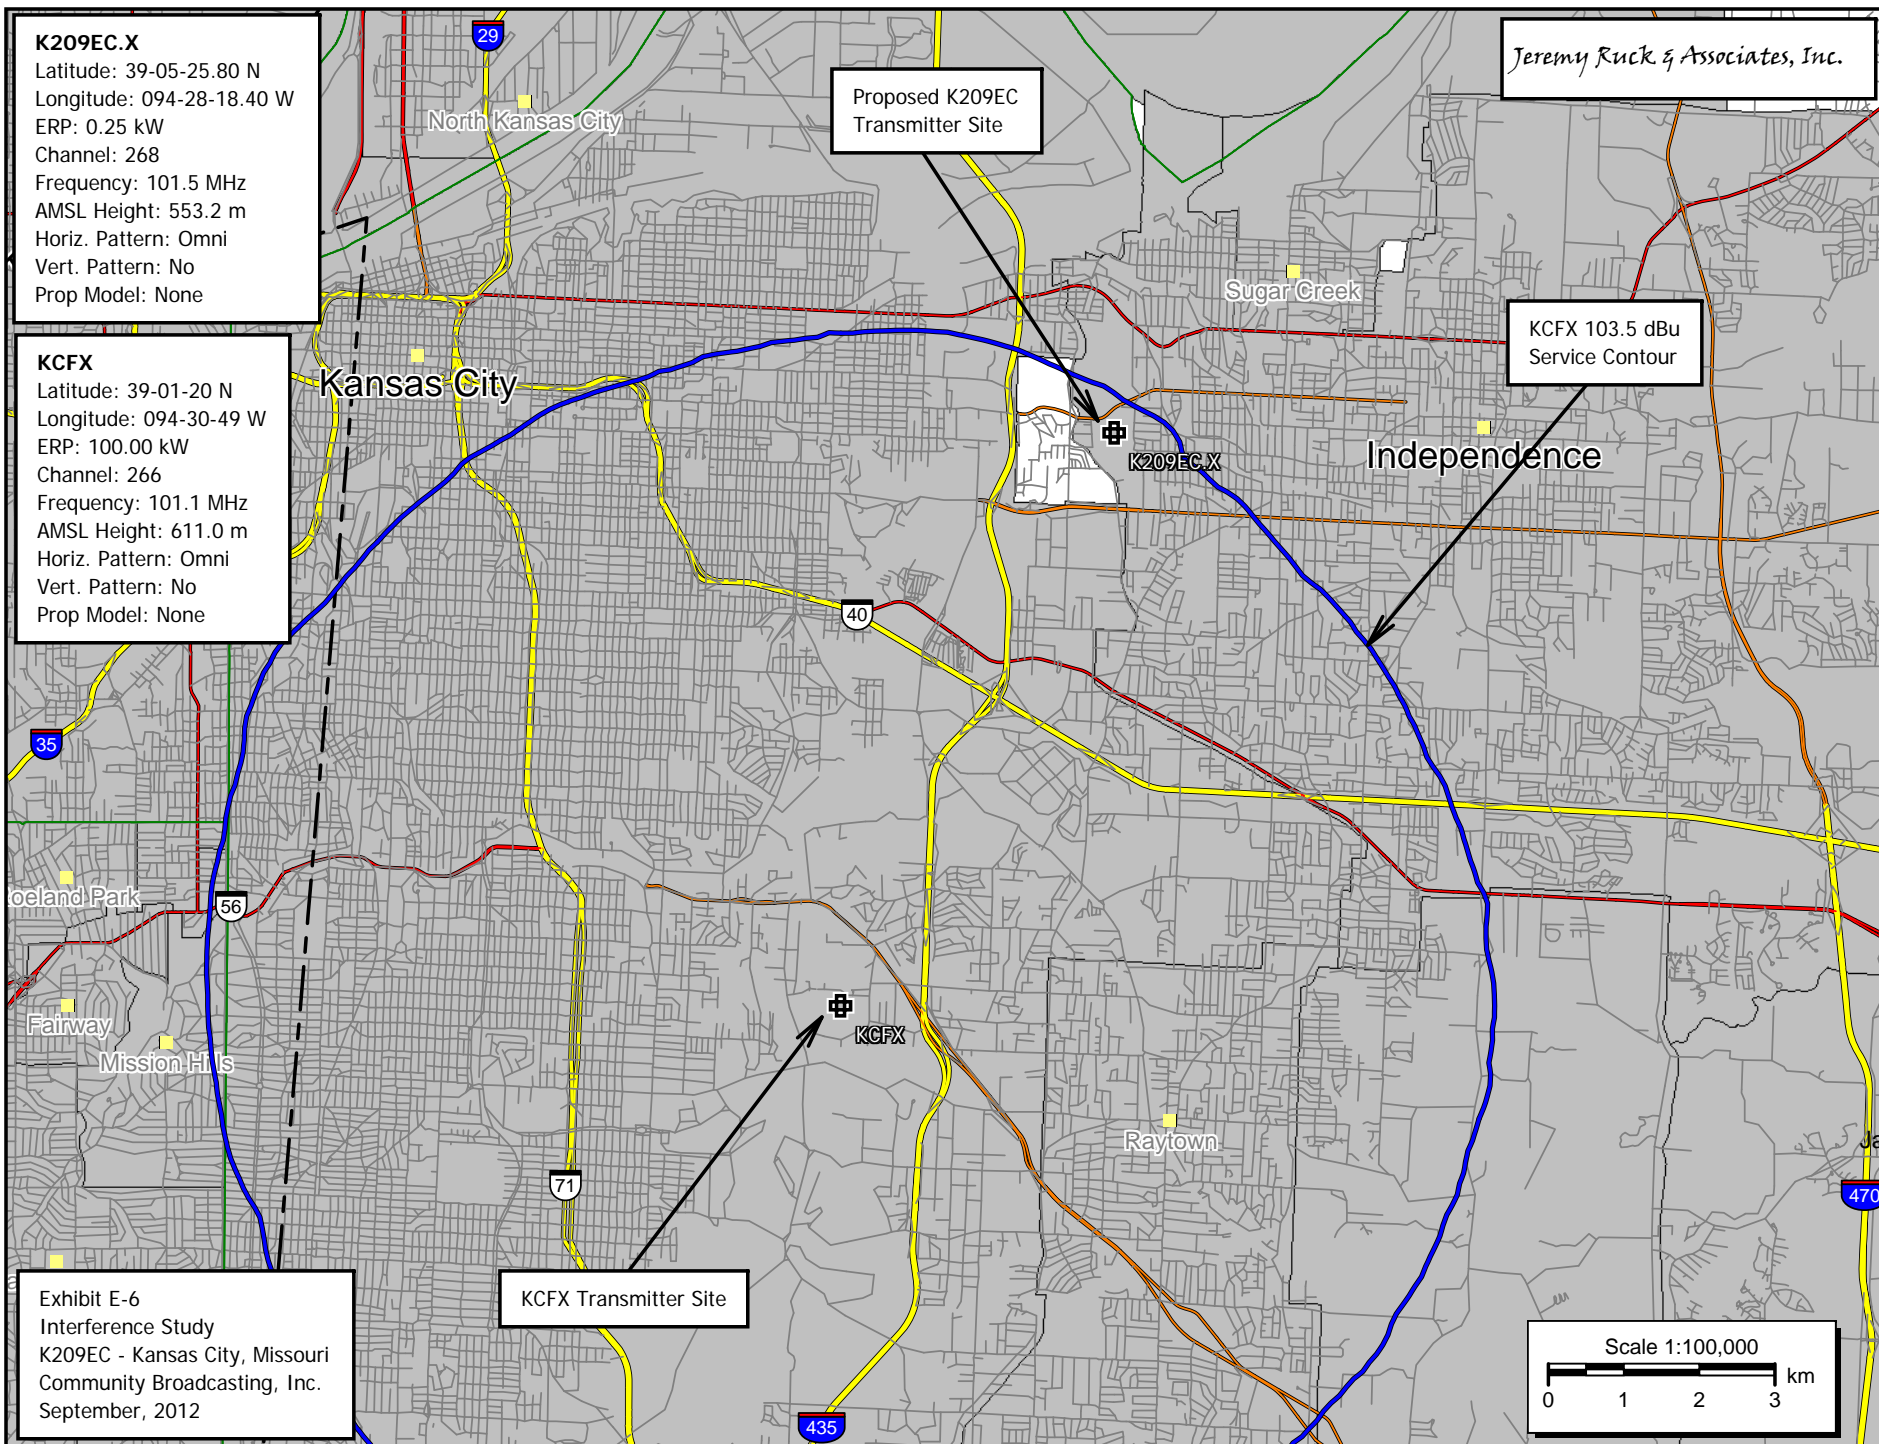 K209EC.X
Latitude: 39-05-25.80 N
Longitude: 094-28-18.40 W
ERP: 0.25 kW
Channel: 268
Frequency: 101.5 MHz
AMSL Height: 553.2 m
Horiz. Pattern: Omni
Vert. Pattern: No
Prop Model: None
KCFX
Latitude: 39-01-20 N
Longitude: 094-30-49 W
ERP: 100.00 kW
Channel: 266
Frequency: 101.1 MHz
AMSL Height: 611.0 m
Horiz. Pattern: Omni
Vert. Pattern: No
Prop Model: None
29
North Kansas City
Proposed K209EC
Transmitter Site
Jeremy Ruck & Associates, Inc.
Sugar Creek
KCFX 103.5 dBu
Service Contour
Kansas City
K209EC.X
Independence
40
35
oeland Park
56
Fairway
Mission Hills
KCFX
Raytown
Ja
71
470
KCFX Transmitter Site
435
Exhibit E-6
Interference Study
K209EC - Kansas City, Missouri
Community Broadcasting, Inc.
September, 2012
Scale 1:100,000
km
0 1 2 3